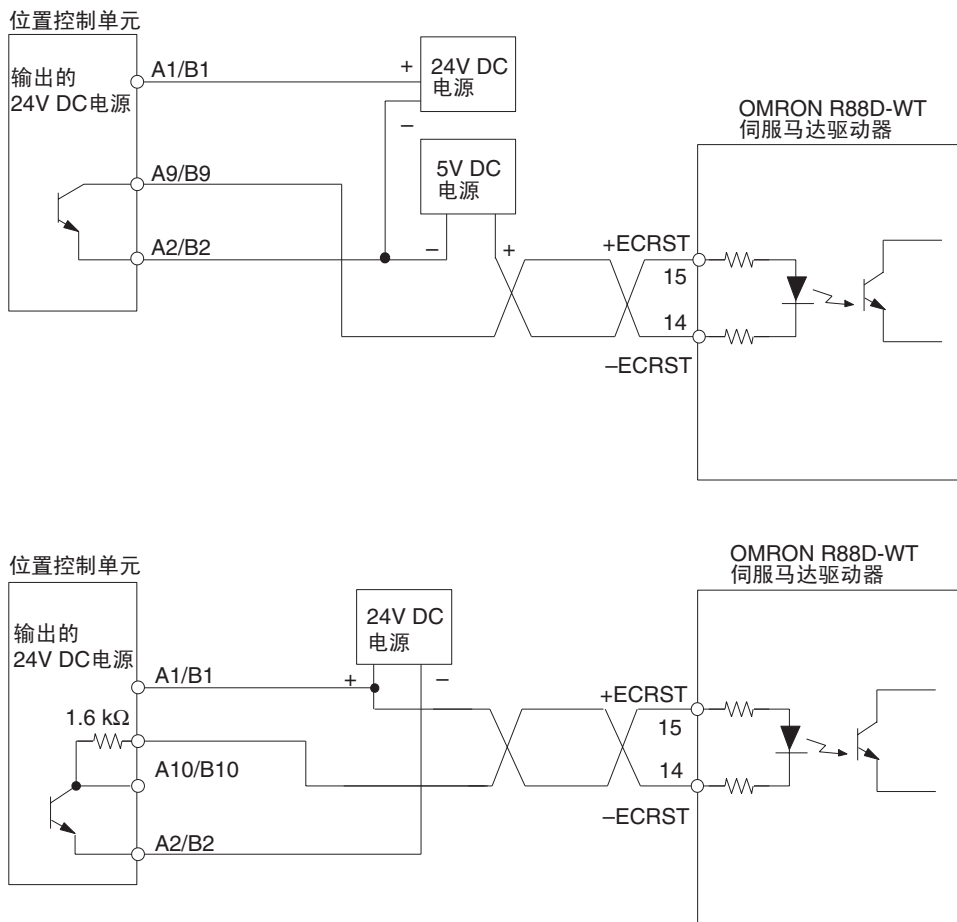 位置控制单元
输出的
24V DC电源
A1/B1
+
24V DC
电源
–
5V DC
电源
A9/B9
A2/B2
–
+
OMRON R88D-WT
伺服马达驱动器
+ECRST
15
14
–ECRST
位置控制单元
输出的
24V DC电源
A1/B1
1.6 kΩ
A10/B10
A2/B2
24V DC
电源
+
–
OMRON R88D-WT
伺服马达驱动器
+ECRST
15
14
–ECRST